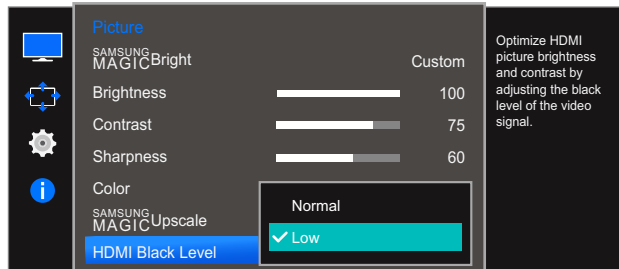 Picture
SAMSUNG
MAGICBright Custom
Brightness 100
Contrast 75
Sharpness 60
Color
SAMSUNG
MAGICUpscale
HDMI Black Level
Normal
Low
Optimize HDMI
picture brightness
and contrast by
adjusting the black
level of the video
signal.